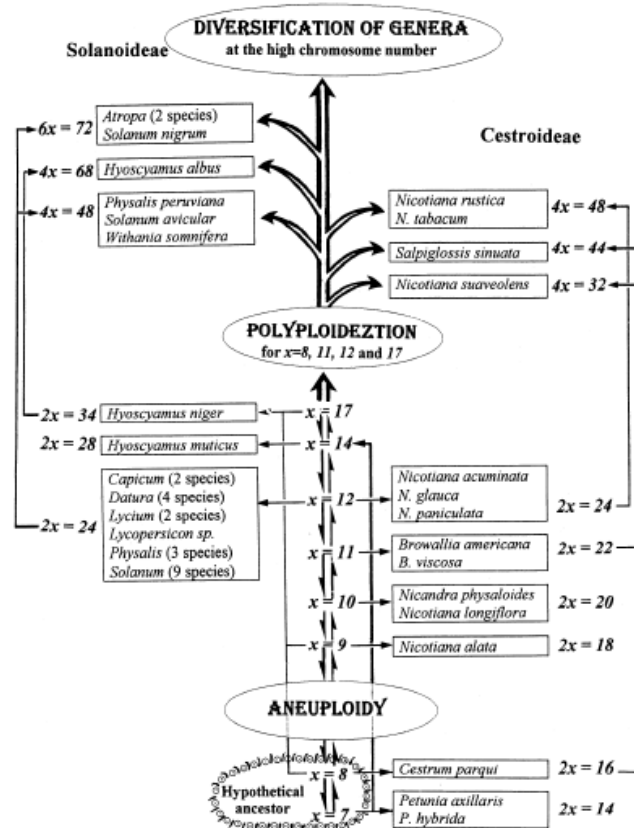 DIVERSIFICATION OF GENERA
at the high chromosome number
Solanoideae
Cestroideae
6x = 72
Atropa (2 species)
Solanum nigrum
4x = 68
Hyoscyamus albus
4x = 48
Physalis peruviana
Solanum avicular
Withania somnifera
Nicotiana rustica
N. tabacum
4x = 48
Salpiglossis sinuata
4x = 44
Nicotiana suaveolens
4x = 32
POLYPLOIDEZTION
for x=8, 11, 12 and 17
2x = 34
Hyoscyamus niger
x = 17
2x = 28
Hyoscyamus muticus
x = 14
2x = 24
Capicum (2 species)
Datura (4 species)
Lycium (2 species)
Lycopersicon sp.
Physalis (3 species)
Solanum (9 species)
x = 12
Nicotiana acuminata
N. glauca
N. paniculata
2x = 24
x = 11
Browallia americana
B. viscosa
2x = 22
x = 10
Nicandra physaloides
Nicotiana longiflora
2x = 20
x = 9
Nicotiana alata
2x = 18
ANEUPLOIDY
Hypothetical
ancestor
x = 8
Cestrum parqui
2x = 16
x = 7
Petunia axillaris
P. hybrida
2x = 14